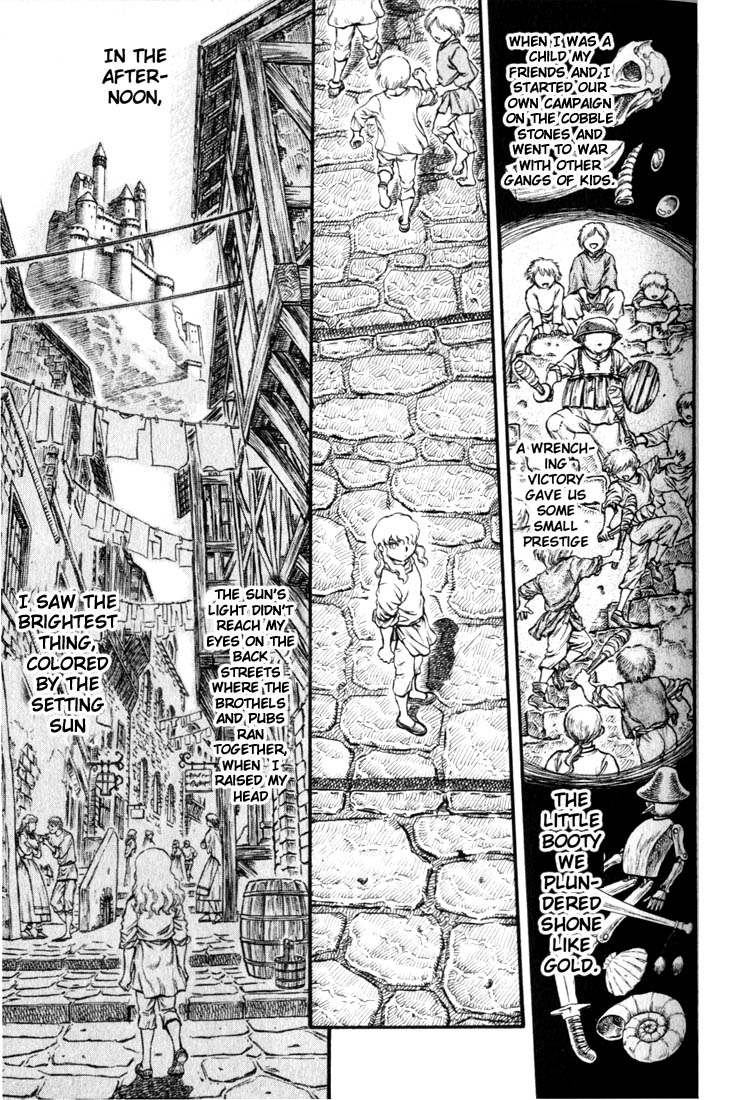 WHEN I WAS A
CHILD MY
FRIENDS AND I
STARTED OUR
OWN CAMPAIGN
ON THE COBBLE
STONES AND
WENT TO WAR
WITH OTHER
GANGS OF KIDS.
A WRENCH-
ING
VICTORY
GAVE US
SOME
SMALL
PRESTIGE
THE
LITTLE
BOOTY
WE
PLUN-
DERED
SHONE
LIKE
GOLD.
IN THE
AFTER-
NOON,
THE SUN'S
LIGHT DIDN'T
REACH MY
EYES ON THE
BACK
STREETS
WHERE THE
BROTHELS
AND PUBS
RAN
TOGETHER,
WHEN I
RAISED MY
HEAD
I SAW THE
BRIGHTEST
THING,
COLORED
BY THE
SETTING
SUN